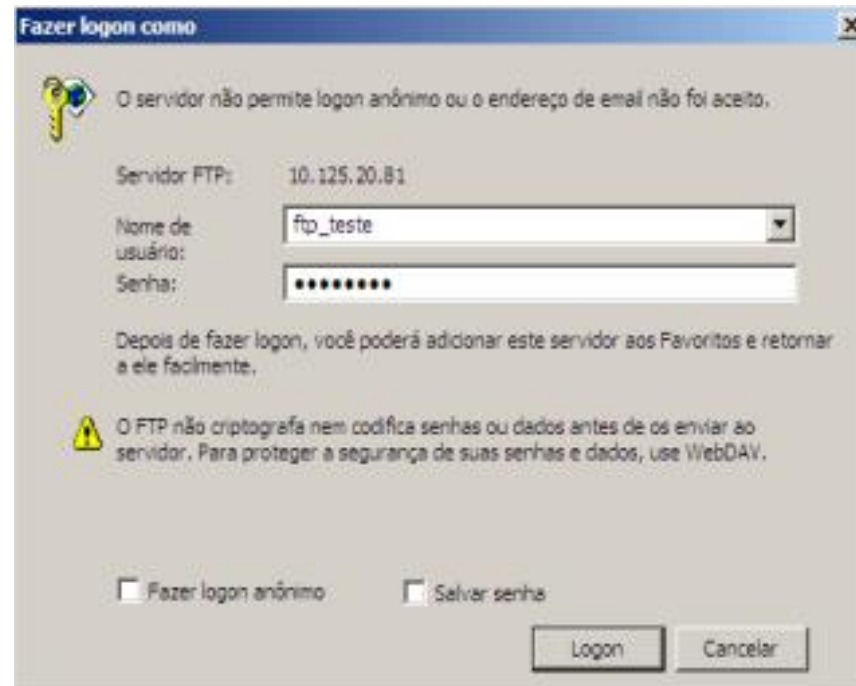 Fazer logon como
O servidor não permite logon anônimo ou o endereço de email não foi aceito.
Servidor FTP: 10.125.20.81
Nome de usuário: ftp_teste
Senha: ●●●●●●●●●
Depois de fazer logon, você poderá adicionar este servidor aos Favoritos e retornar
a ele facilmente.
O FTP não criptografa nem codifica senhas ou dados antes de os enviar ao
servidor. Para proteger a segurança de suas senhas e dados, use WebDAV.
Fazer logon anônimo Salvar senha
Logon Cancelar